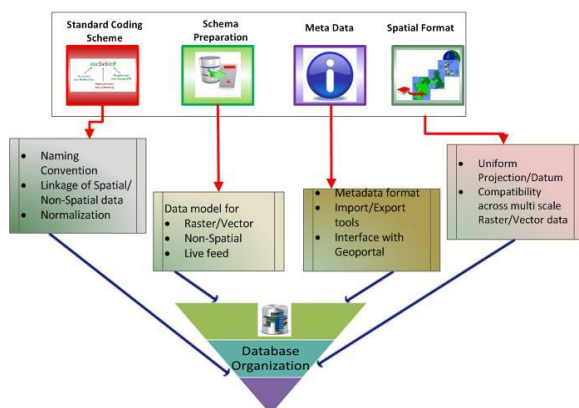 Standard Coding
Scheme
Schema
Preparation
Meta Data
Spatial Format
• Naming
Convention
• Linkage of Spatial/
Non-Spatial data
• Normalization
Data model for
• Raster/Vector
• Non-Spatial
• Live feed
• Metadata format
• Import/Export
tools
• Interface with
Geoportal
• Uniform
Projection/Datum
• Compatibility
across multi scale
Raster/Vector data
Database
Organization